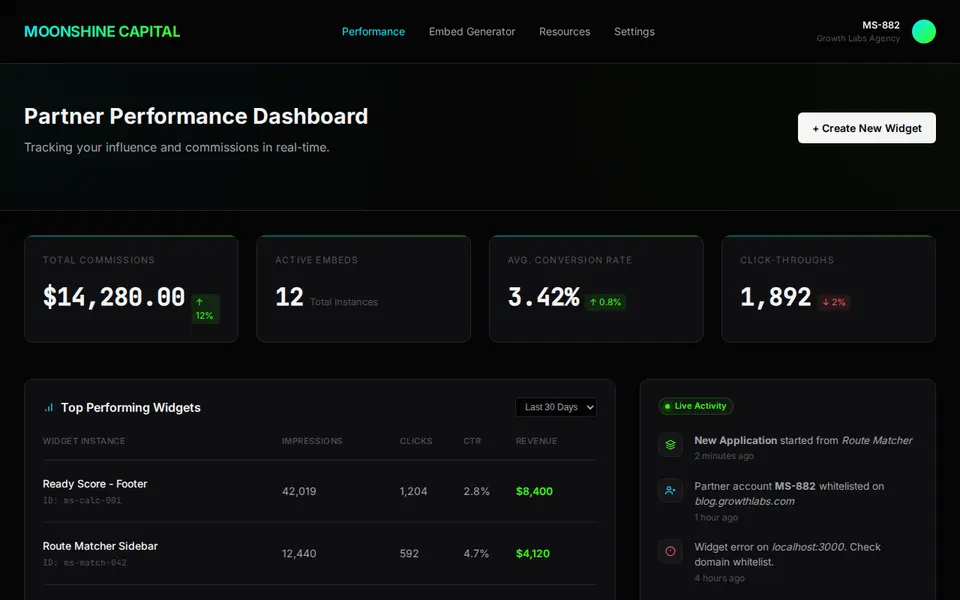 MOONSHINE CAPITAL
Performance
Embed Generator
Resources
Settings
MS-882
Growth Labs Agency
Partner Performance Dashboard
Tracking your influence and commissions in real-time.
+ Create New Widget
TOTAL COMMISSIONS
$14,280.00 ↑ 12%
ACTIVE EMBEDS
12 Total Instances
AVG. CONVERSION RATE
3.42% ↑ 0.8%
CLICK-THROUGHS
1,892 ↓ 2%
Top Performing Widgets
Last 30 Days
WIDGET INSTANCE IMPRESSIONS CLICKS CTR REVENUE
Ready Score - Footer
ID: ms-calc-001
42,019 1,204 2.8% $8,400
Route Matcher Sidebar
ID: ms-match-042
12,440 592 4.7% $4,120
Live Activity
New Application started from Route Matcher
2 minutes ago
Partner account MS-882 whitelisted on
blog.growthlabs.com
1 hour ago
Widget error on localhost:3000. Check
domain whitelist.
4 hours ago